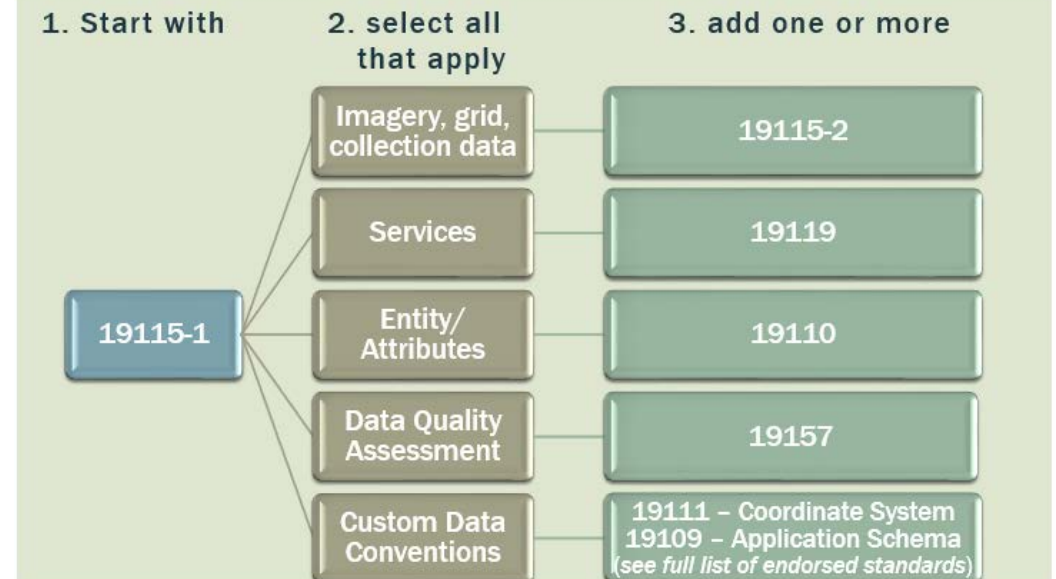 1. Start with
2. select all
that apply
3. add one or more
19115-1
Imagery, grid,
collection data
19115-2
Services
19119
Entity/
Attributes
19110
Data Quality
Assessment
19157
Custom Data
Conventions
19111 – Coordinate System
19109 – Application Schema
(see full list of endorsed standards)